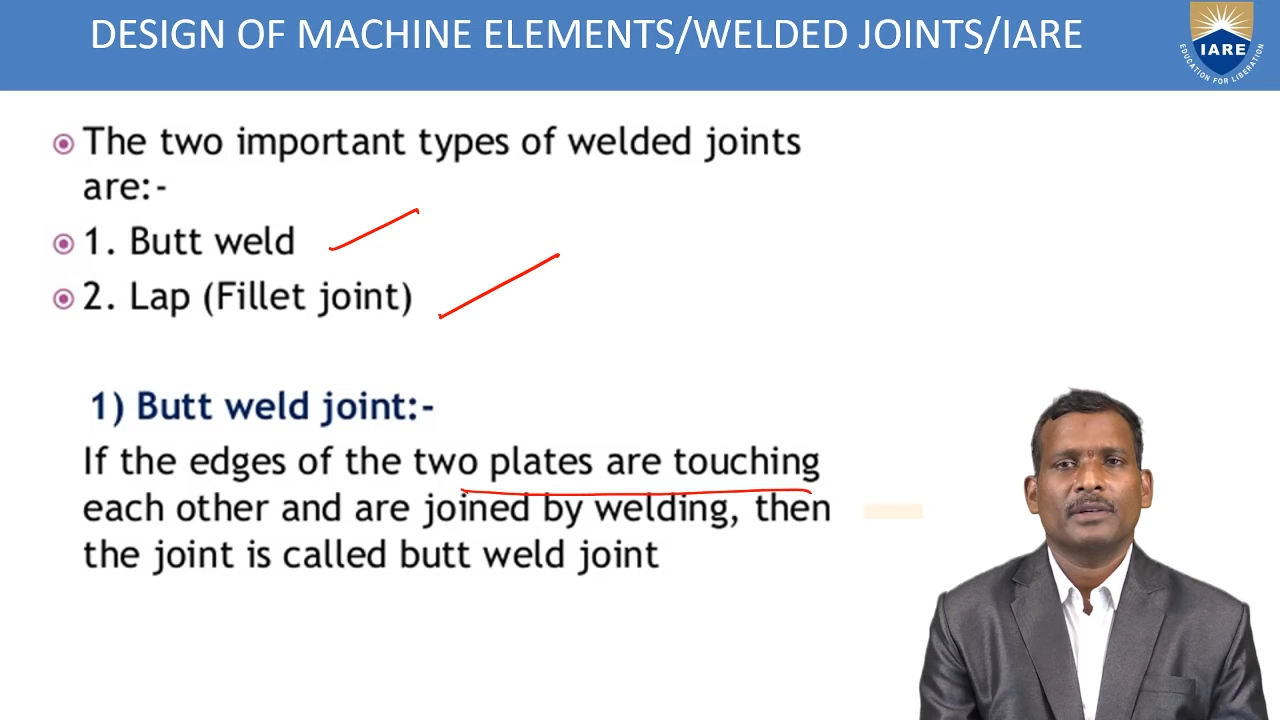 DESIGN OF MACHINE ELEMENTS/WELDED JOINTS/IARE
IARE
EDUCATION FOR LIBERATION
The two important types of welded joints
are:-
1. Butt weld
2. Lap (Fillet joint)
1) Butt weld joint:-
If the edges of the two plates are touching
each other and are joined by welding, then
the joint is called butt weld joint